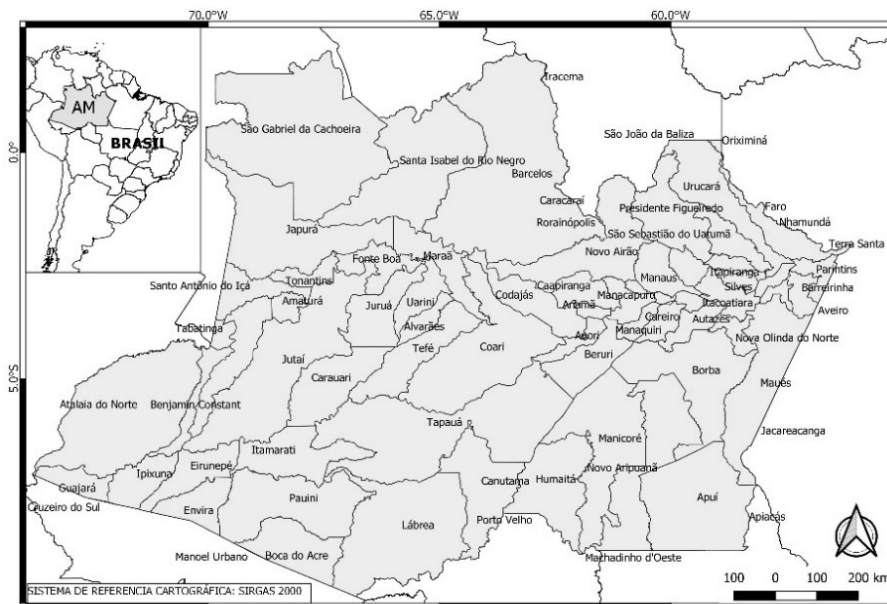 70.0°W 65.0°W 60.0°W
AM
BRASIL
0.0°
5.0°S
Iracema
São João da Baliza
Oriximiná
São Gabriel da Cachoeira
Santa Isabel do Rio Negro
Barcelos
Urucará
Caracaraí
Presidente Figueiredo
Faro
Rorainópolis
Nhamundá
Japurá
São Sebastião do Uatumã
Terra Santa
Novo Airão
Maraã
Fonte Boa
Parintins
Santo Antônio do Içá
Tonantins
Manaus
Itapiranga
Silves
Barreirinha
Caapiranga
Amaturá
Codajás
Manacapuru
Itacoatiara
Juruá
Uarini
Anamã
Careiro
Autazes
Aveiro
Tabatinga
Alvarães
Anori
Manaquiri
Nova Olinda do Norte
Tefé
Coari
Jutaí
Beruri
Carauari
Borba
Maués
Atalaia do Norte
Benjamin Constant
Tapauá
Jacareacanga
Manicoré
Itamarati
Eirunepé
Ipixuna
Novo Aripuanã
Guajará
Canutama
Humaitá
Pauini
Apuí
Cruzeiro do Sul
Envira
Lábrea
Porto Velho
Apiacás
Manoel Urbano
Boca do Acre
Machadinho d'Oeste
SISTEMA DE REFERENCIA CARTOGRÁFICA: SIRGAS 2000
100 0 100 200 km